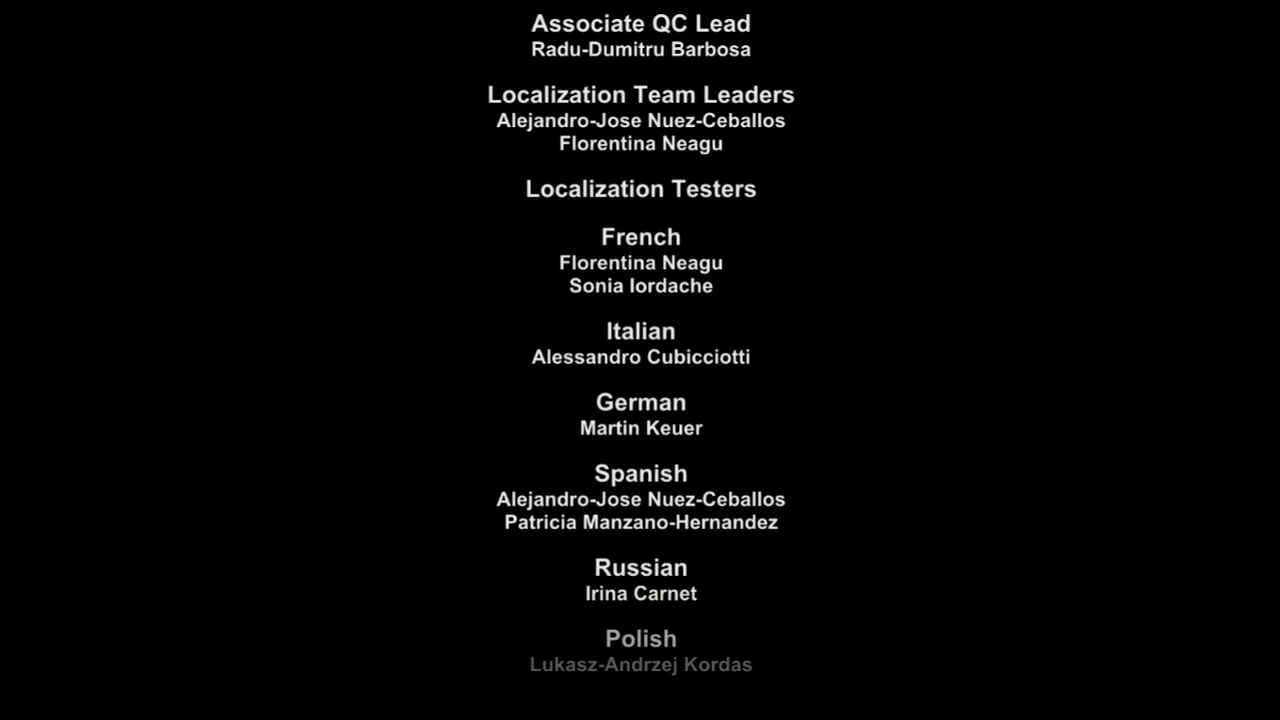 Associate QC Lead
Radu-Dumitru Barbosa
Localization Team Leaders
Alejandro-Jose Nuez-Ceballos
Florentina Neagu
Localization Testers
French
Florentina Neagu
Sonia Iordache
Italian
Alessandro Cubicciotti
German
Martin Keuer
Spanish
Alejandro-Jose Nuez-Ceballos
Patricia Manzano-Hernandez
Russian
Irina Carnet
Polish
Lukasz-Andrzej Kordas